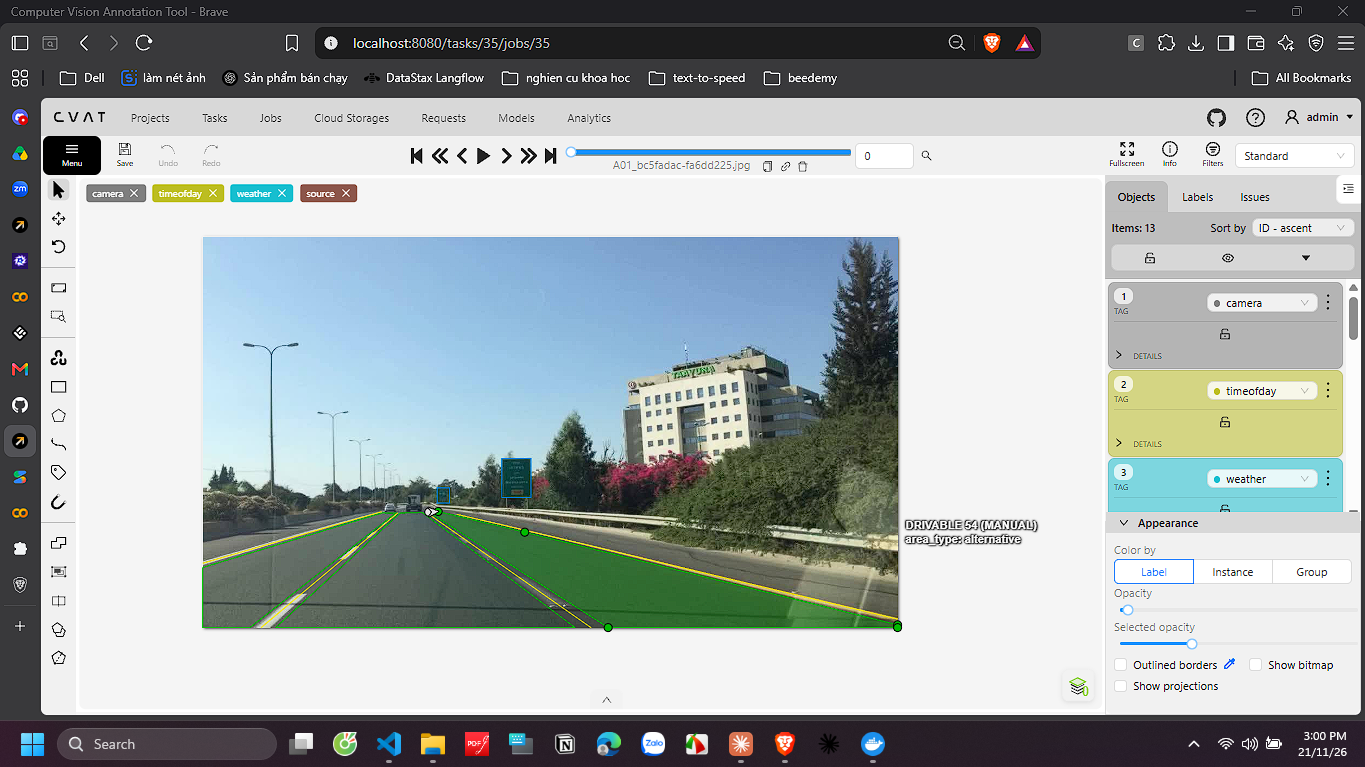 Computer Vision Annotation Tool - Brave
localhost:8080/tasks/35/jobs/35
C
Dell
làm nét ảnh
Sản phẩm bán chạy
DataStax Langflow
nghien cu khoa hoc
text-to-speed
beedemy
All Bookmarks
CVAT
Projects
Tasks
Jobs
Cloud Storages
Requests
Models
Analytics
admin
Menu
Save
Undo
Redo
A01_bc5fadac-fa6dd225.jpg
0
Fullscreen
Info
Filters
Standard
camera
timeofday
weather
source
TAAVURA
DRIVABLE 54 (MANUAL)
area_type: alternative
Objects
Labels
Issues
Items: 13
Sort by
ID - ascent
1
TAG
camera
DETAILS
2
TAG
timeofday
DETAILS
3
TAG
weather
Appearance
Color by
Label
Instance
Group
Opacity
Selected opacity
Outlined borders
Show bitmap
Show projections
0
zm
Search
PDF
Zalo
3:00 PM
21/11/26